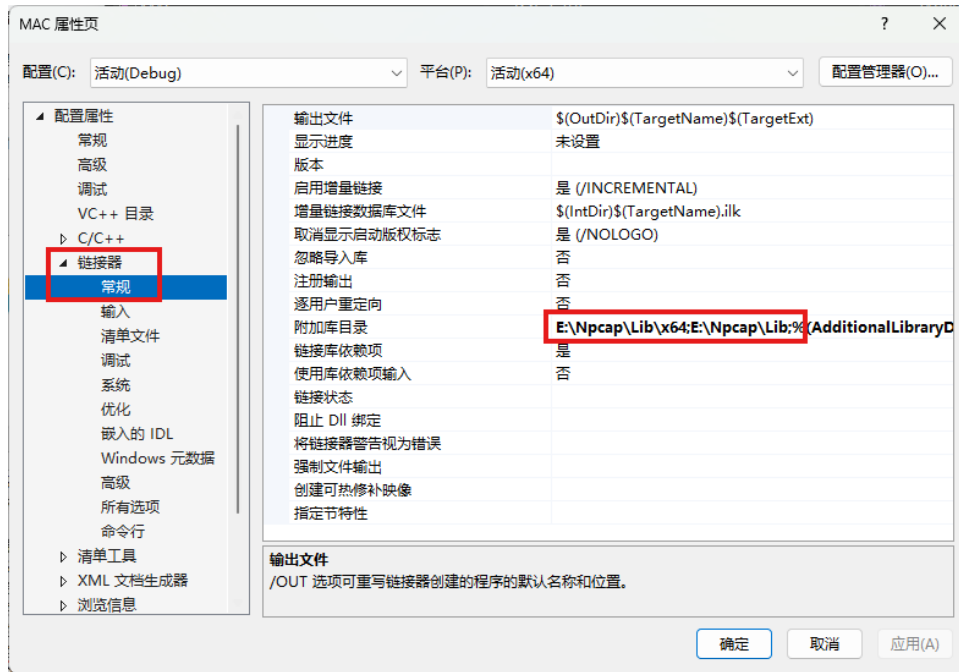 MAC 属性页
? ×
配置(C): 活动(Debug) 平台(P): 活动(x64) 配置管理器(O)...
配置属性
常规
高级
调试
VC++ 目录
C/C++
链接器
常规
输入
清单文件
调试
系统
优化
嵌入的 IDL
Windows 元数据
高级
所有选项
命令行
清单工具
XML 文档生成器
浏览信息
输出文件 $(OutDir)$(TargetName)$(TargetExt)
显示进度 未设置
版本
启用增量链接 是 (/INCREMENTAL)
增量链接数据库文件 $(IntDir)$(TargetName).ilk
取消显示启动版权标志 是 (/NOLOGO)
忽略导入库 否
注册输出 否
逐用户重定向 否
附加库目录 E:\Npcap\Lib\x64;E:\Npcap\Lib;%(AdditionalLibraryD
链接库依赖项 是
使用库依赖项输入 否
链接状态
阻止 Dll 绑定
将链接器警告视为错误
强制文件输出
创建可热修补映像
指定节特性
输出文件
/OUT 选项可重写链接器创建的程序的默认名称和位置。
确定 取消 应用(A)